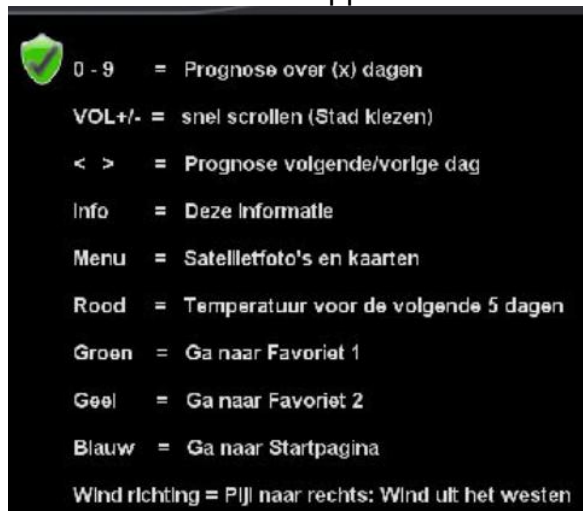 0 - 9 = Prognose over (x) dagen
VOL+/- = snel scrollen (Stad kiezen)
< > = Prognose volgende/vorige dag
Info = Deze informatie
Menu = Satellietfoto's en kaarten
Rood = Temperatuur voor de volgende 5 dagen
Groen = Ga naar Favoriet 1
Geel = Ga naar Favoriet 2
Blauw = Ga naar Startpagina
Wind richting = Pijl naar rechts: Wind uit het westen